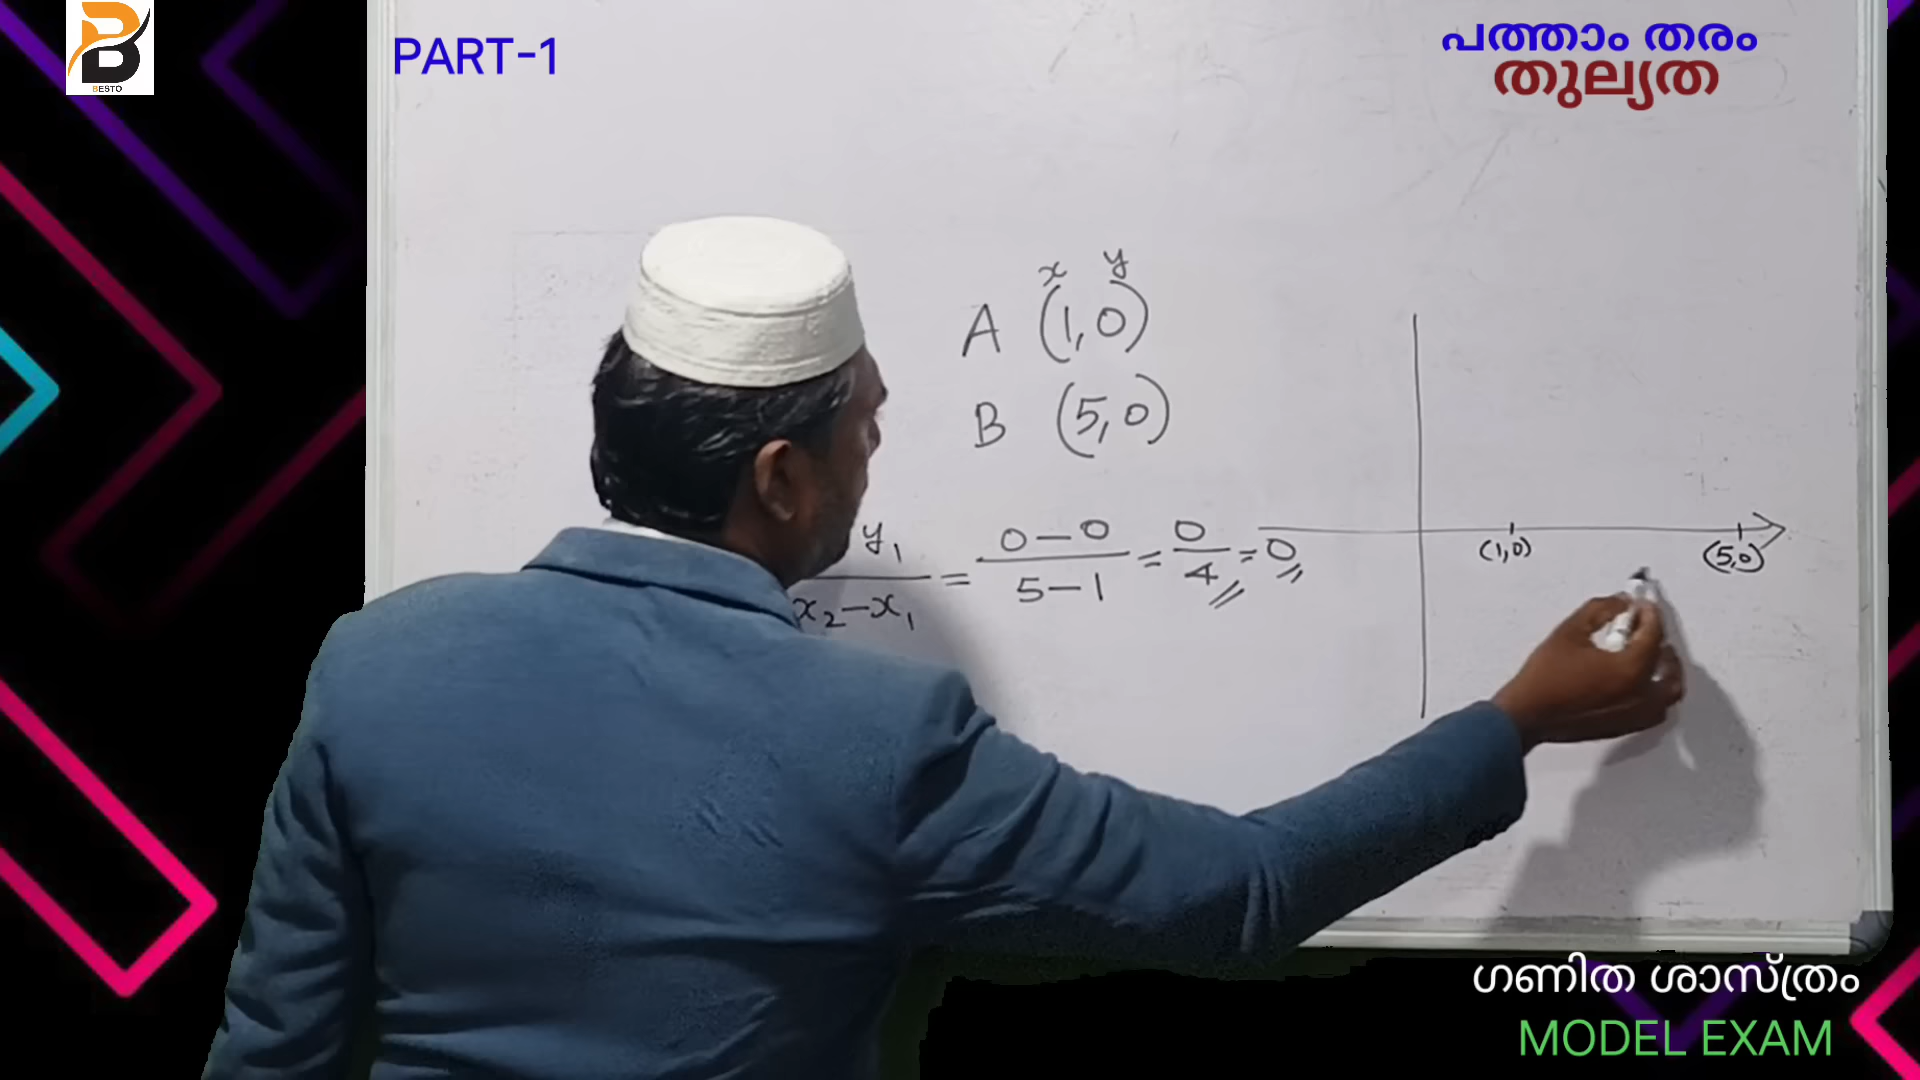 BESTO
PART-1
പത്താം തരം
തുല്യത
x y
A (1,0)
B (5,0)
y₁ / x₂-x₁ = 0-0 / 5-1 = 0/4 = 0
(1,0) (5,0)
ഗണിത ശാസ്ത്രം
MODEL EXAM